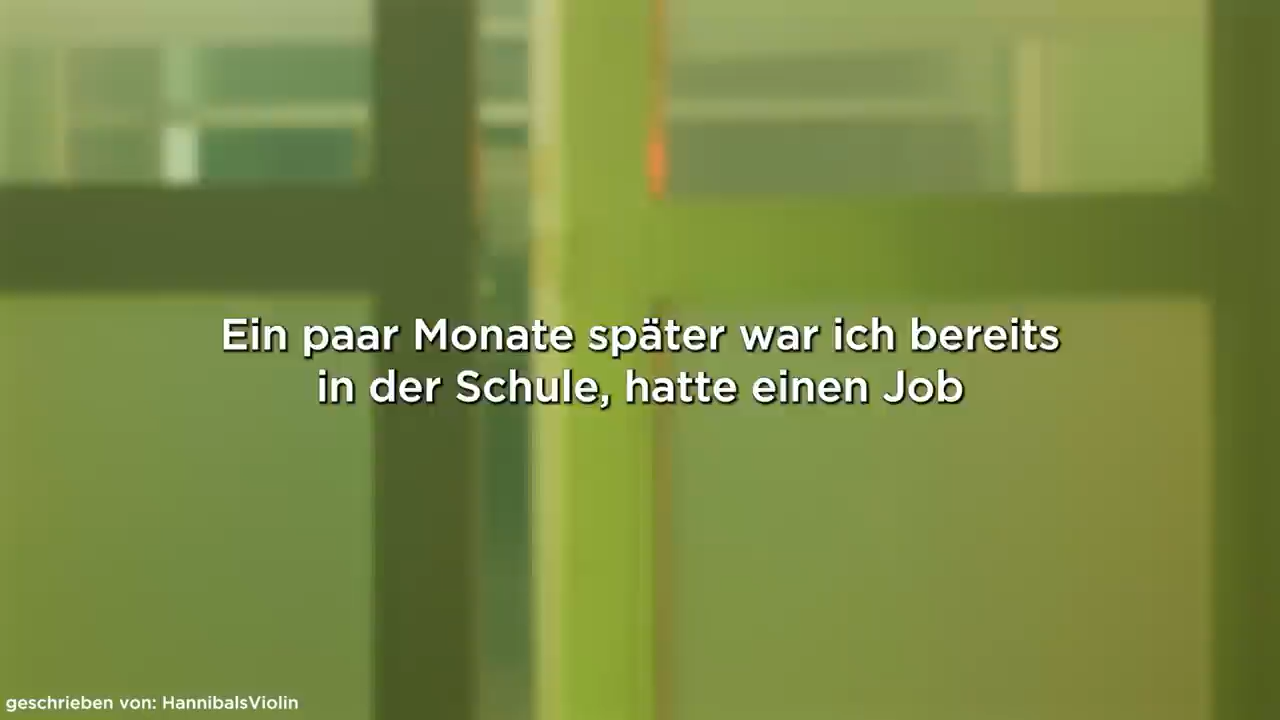 Ein paar Monate später war ich bereits
in der Schule, hatte einen Job
geschrieben von: HannibalsViolin